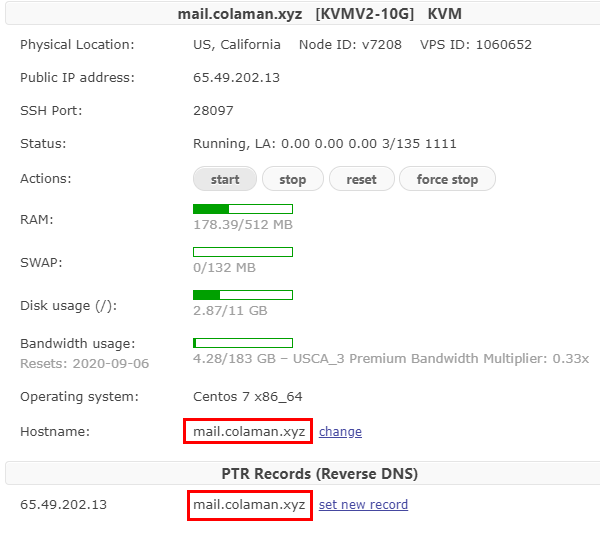 mail.colaman.xyz [KVMV2-10G] KVM
Physical Location: US, California Node ID: v7208 VPS ID: 1060652
Public IP address: 65.49.202.13
SSH Port: 28097
Status: Running, LA: 0.00 0.00 0.00 3/135 1111
Actions: start stop reset force stop
RAM:
178.39/512 MB
SWAP:
0/132 MB
Disk usage (/):
2.87/11 GB
Bandwidth usage:
Resets: 2020-09-06 4.28/183 GB – USCA_3 Premium Bandwidth Multiplier: 0.33x
Operating system: Centos 7 x86_64
Hostname: mail.colaman.xyz change
PTR Records (Reverse DNS)
65.49.202.13 mail.colaman.xyz set new record